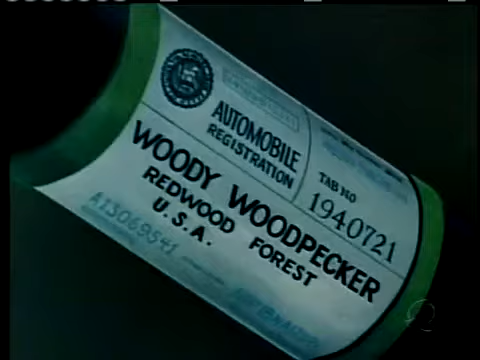 AUTOMOBILE
REGISTRATION
TAB NO
1940721
WOODY WOODPECKER
REDWOOD FOREST
U.S.A.
A13069541